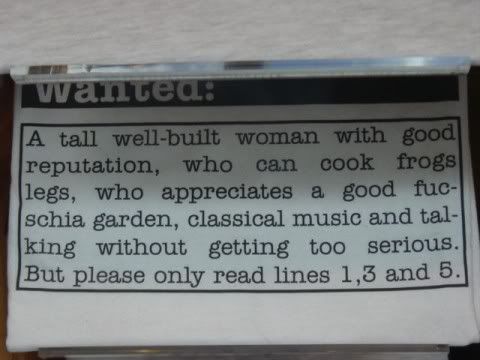 Wanted:
A tall well-built woman with good
reputation, who can cook frogs
legs, who appreciates a good fuc-
schia garden, classical music and tal-
king without getting too serious.
But please only read lines 1,3 and 5.